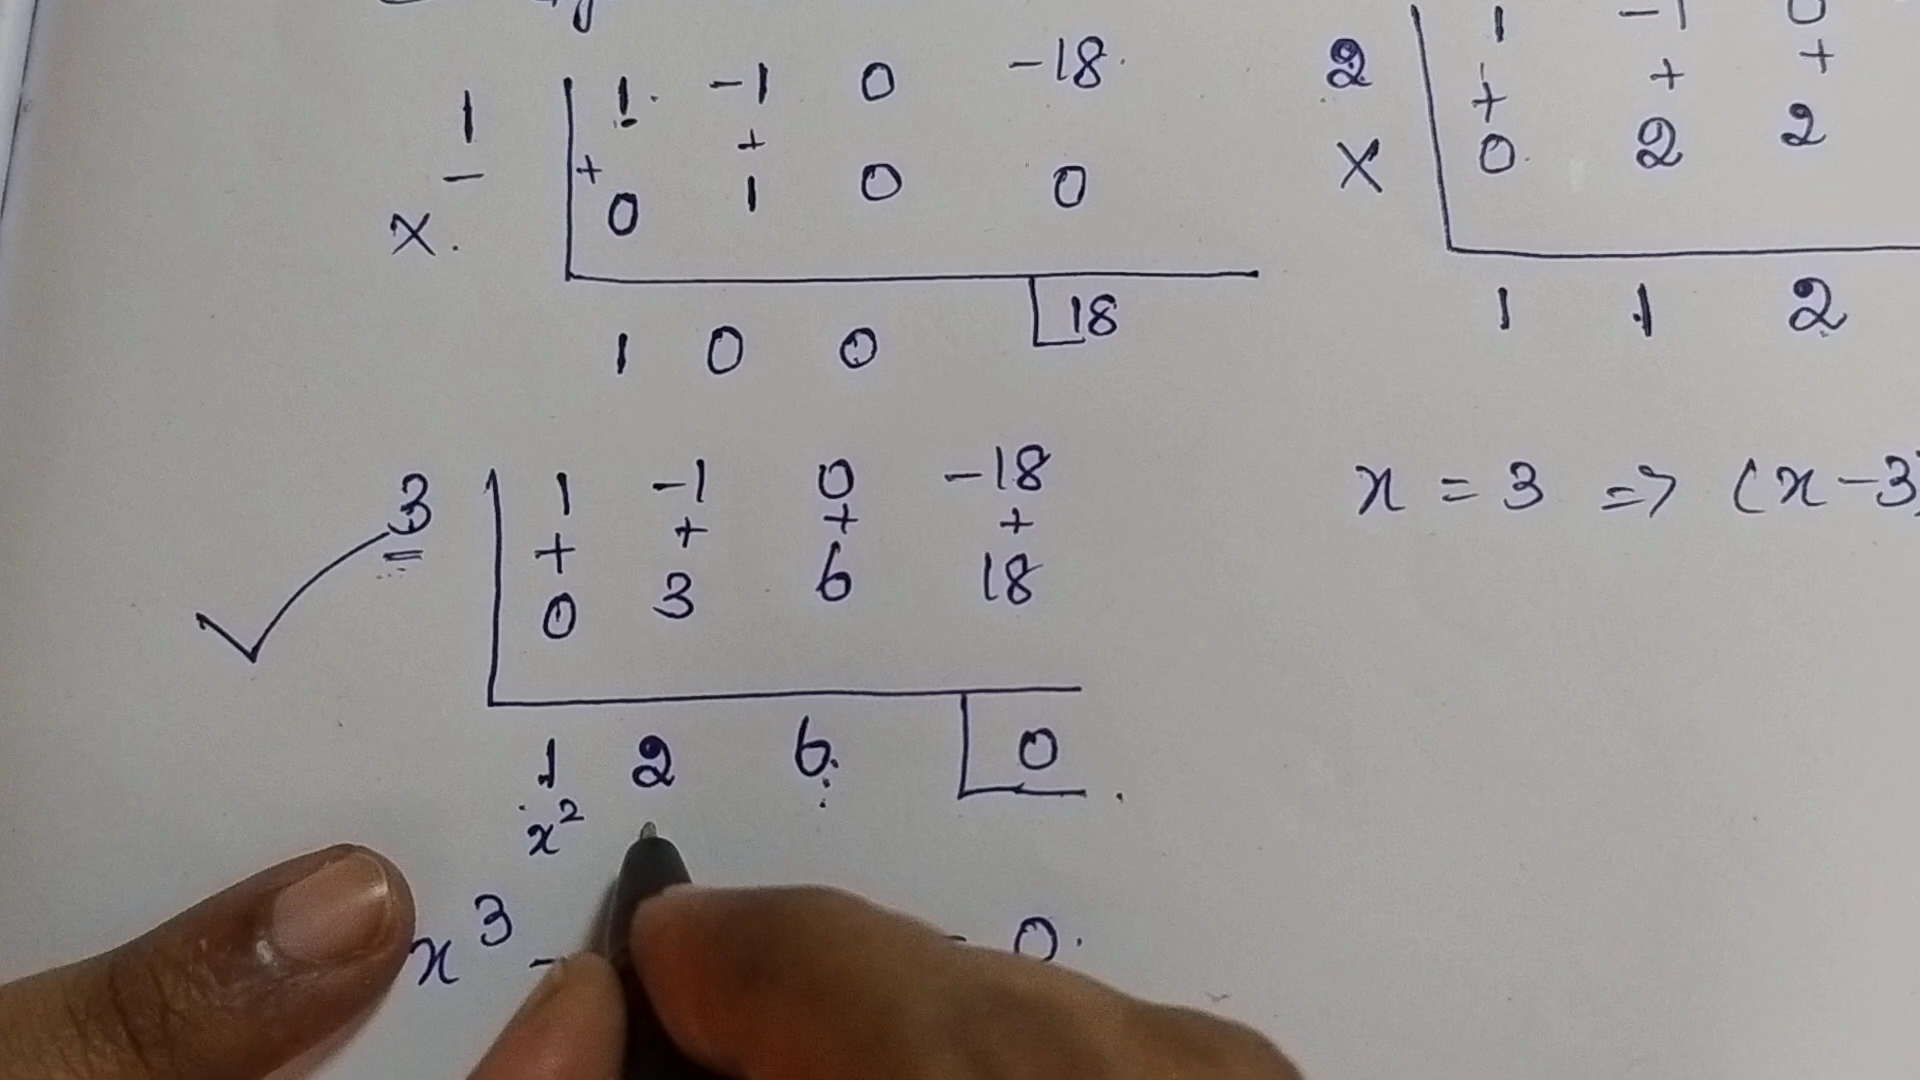 1 | 1. -1 0 -18.
+ +
x. 0 1 0 0
1 0 0 18
2 | 1 -1 0
+ + +
x 0. 2 2
1 1 2
3 | 1 -1 0 -18
+ + + +
0 3 6 18
1 2 6 0
x²
x = 3 => (x-3)
x³ - 0